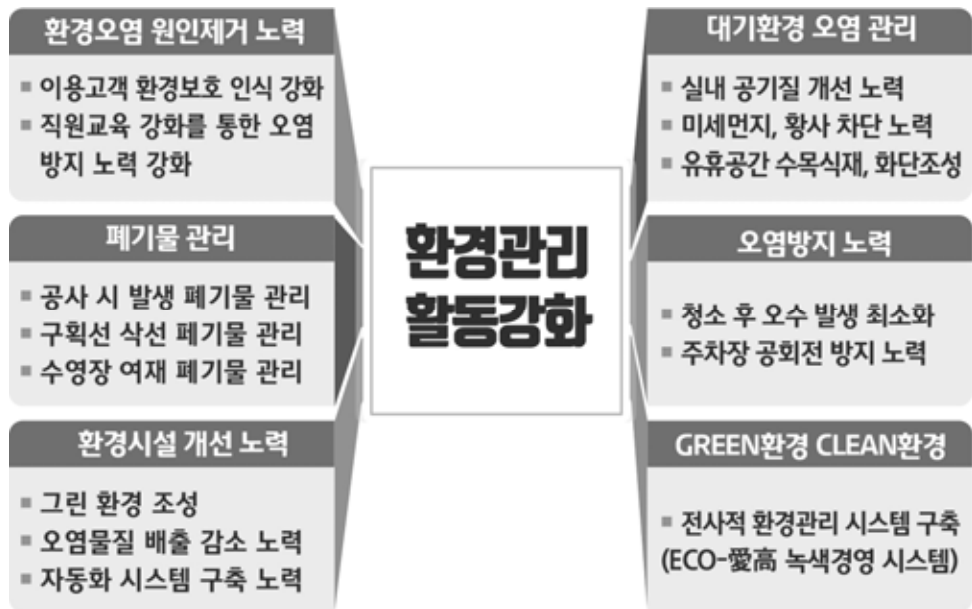 환경오염 원인제거 노력
▪ 이용고객 환경보호 인식 강화
▪ 직원교육 강화를 통한 오염
방지 노력 강화
폐기물 관리
▪ 공사 시 발생 폐기물 관리
▪ 구획선 삭선 페기물 관리
▪ 수영장 여재 폐기물 관리
환경시설 개선 노력
▪ 그린 환경 조성
▪ 오염물질 배출 감소 노력
▪ 자동화 시스템 구축 노력
환경관리
활동강화
대기환경 오염 관리
▪ 실내 공기질 개선 노력
▪ 미세먼지, 황사 차단 노력
▪ 유휴공간 수목식재, 화단조성
오염방지 노력
▪ 청소 후 오수 발생 최소화
▪ 주차장 공회전 방지 노력
GREEN환경 CLEAN환경
▪ 전사적 환경관리 시스템 구축
(ECO-愛高 녹색경영 시스템)